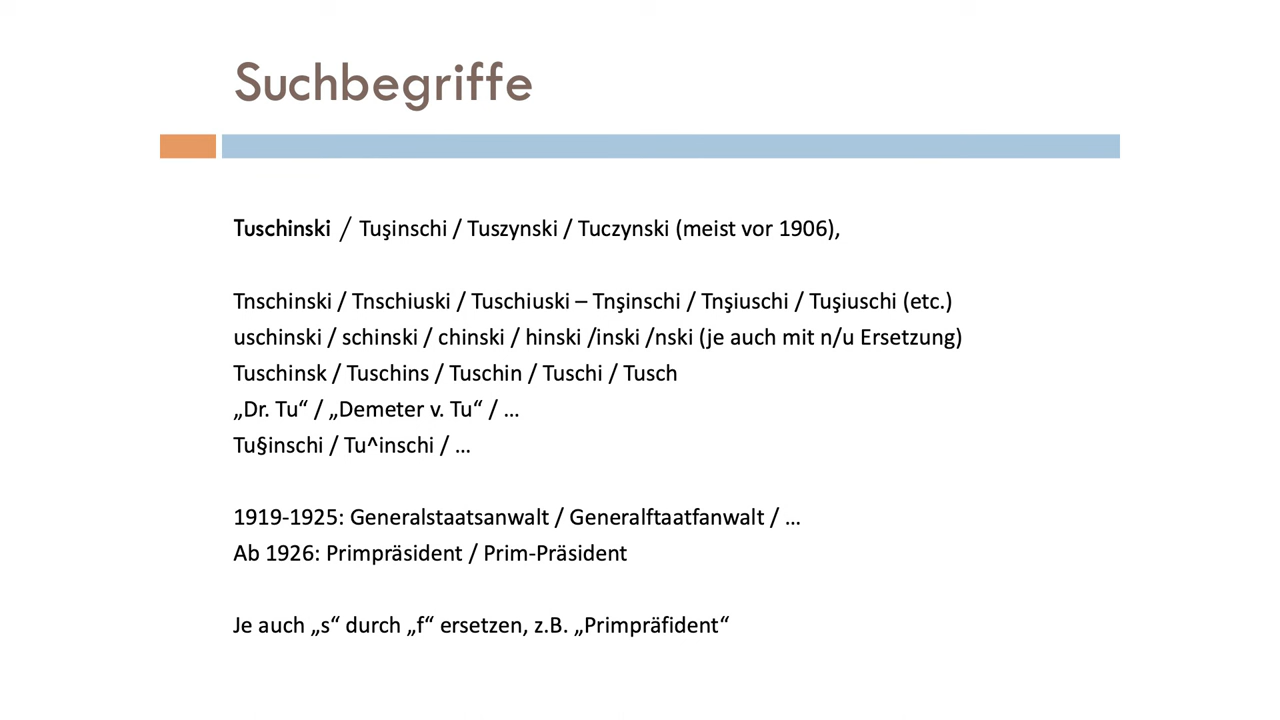 Suchbegriffe
Tuschinski / Tuşinschi / Tuszynski / Tuczynski (meist vor 1906),
Tnschinski / Tnschiuski / Tuschiuski – Tnşinschi / Tnşiuschi / Tuşiuschi (etc.)
uschinski / schinski / chinski / hinski /inski /nski (je auch mit n/u Ersetzung)
Tuschinsk / Tuschins / Tuschin / Tuschi / Tusch
„Dr. Tu“ / „Demeter v. Tu“ / …
Tu§inschi / Tu^inschi / …
1919-1925: Generalstaatsanwalt / Generalftaatfanwalt / …
Ab 1926: Primpräsident / Prim-Präsident
Je auch „s“ durch „f“ ersetzen, z.B. „Primpräfident“